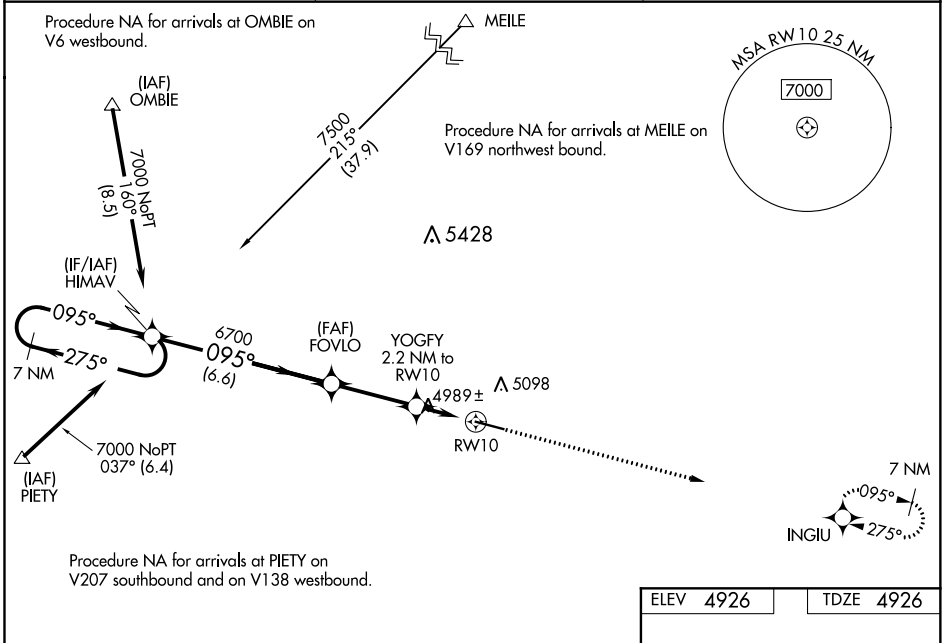 Procedure NA for arrivals at OMBIE on
V6 westbound.
MEILE
MSA RW10 25 NM
7000
(IAF)
OMBIE
7500
215°
(37.9)
Procedure NA for arrivals at MEILE on
V169 northwest bound.
7000 NoPT
160°
(8.5)
5428
(IF/IAF)
HIMAV
095°
275°
7 NM
6700
095°
(6.6)
(FAF)
FOVLO
YOGFY
2.2 NM to
RW10
4989±
5098
RW10
7000 NoPT
037° (6.4)
(IAF)
PIETY
7 NM
095°
275°
INGIU
Procedure NA for arrivals at PIETY on
V207 southbound and on V138 westbound.
ELEV 4926
TDZE 4926